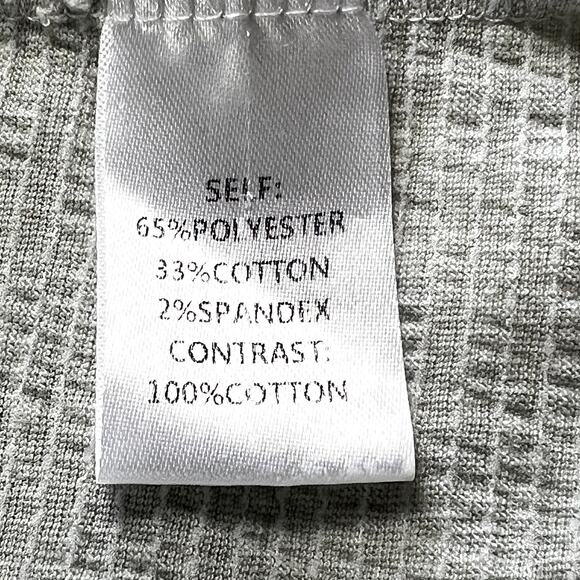 SELF:
65%POLYESTER
33%COTTON
2%SPANDEX
CONTRAST:
100%COTTON